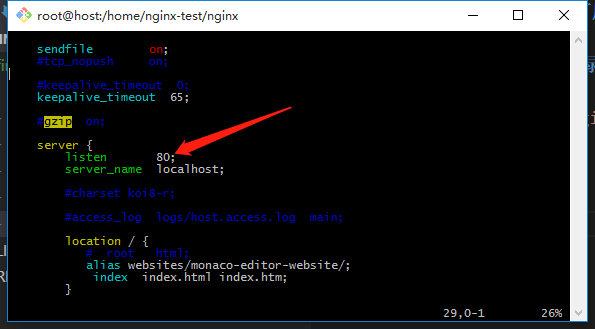 root@host:/home/nginx-test/nginx
sendfile on;
#tcp_nopush on;
#keepalive_timeout 0;
keepalive_timeout 65;
#gzip on;
server {
listen 80;
server_name localhost;
#charset koi8-r;
#access_log logs/host.access.log main;
location / {
# root html;
alias websites/monaco-editor-website/;
index index.html index.htm;
}
29,0-1 26%